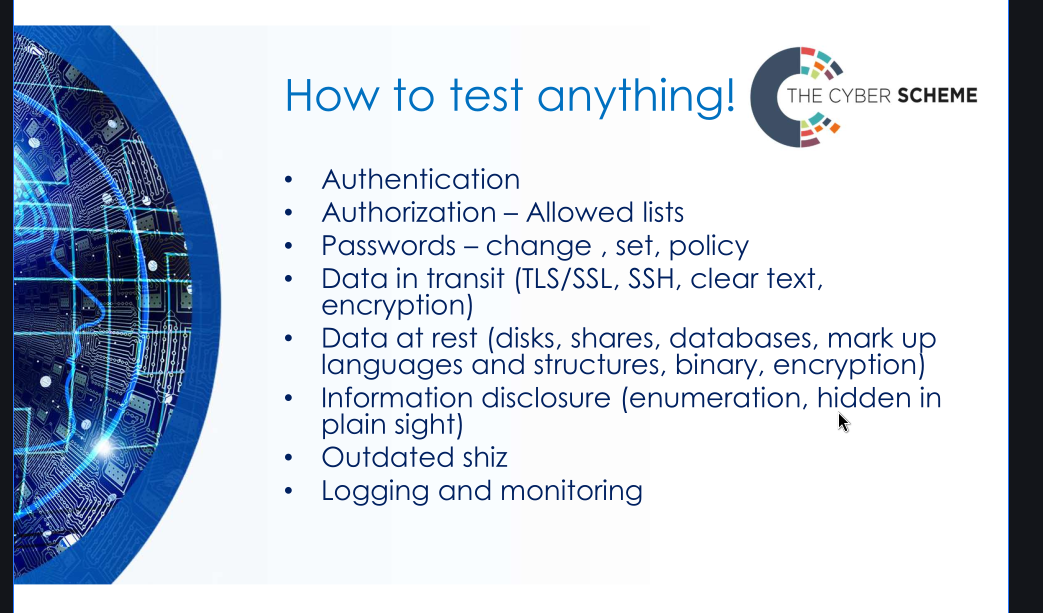 How to test anything!
THE CYBER SCHEME
• Authentication
• Authorization – Allowed lists
• Passwords – change , set, policy
• Data in transit (TLS/SSL, SSH, clear text,
encryption)
• Data at rest (disks, shares, databases, mark up
languages and structures, binary, encryption)
• Information disclosure (enumeration, hidden in
plain sight)
• Outdated shiz
• Logging and monitoring